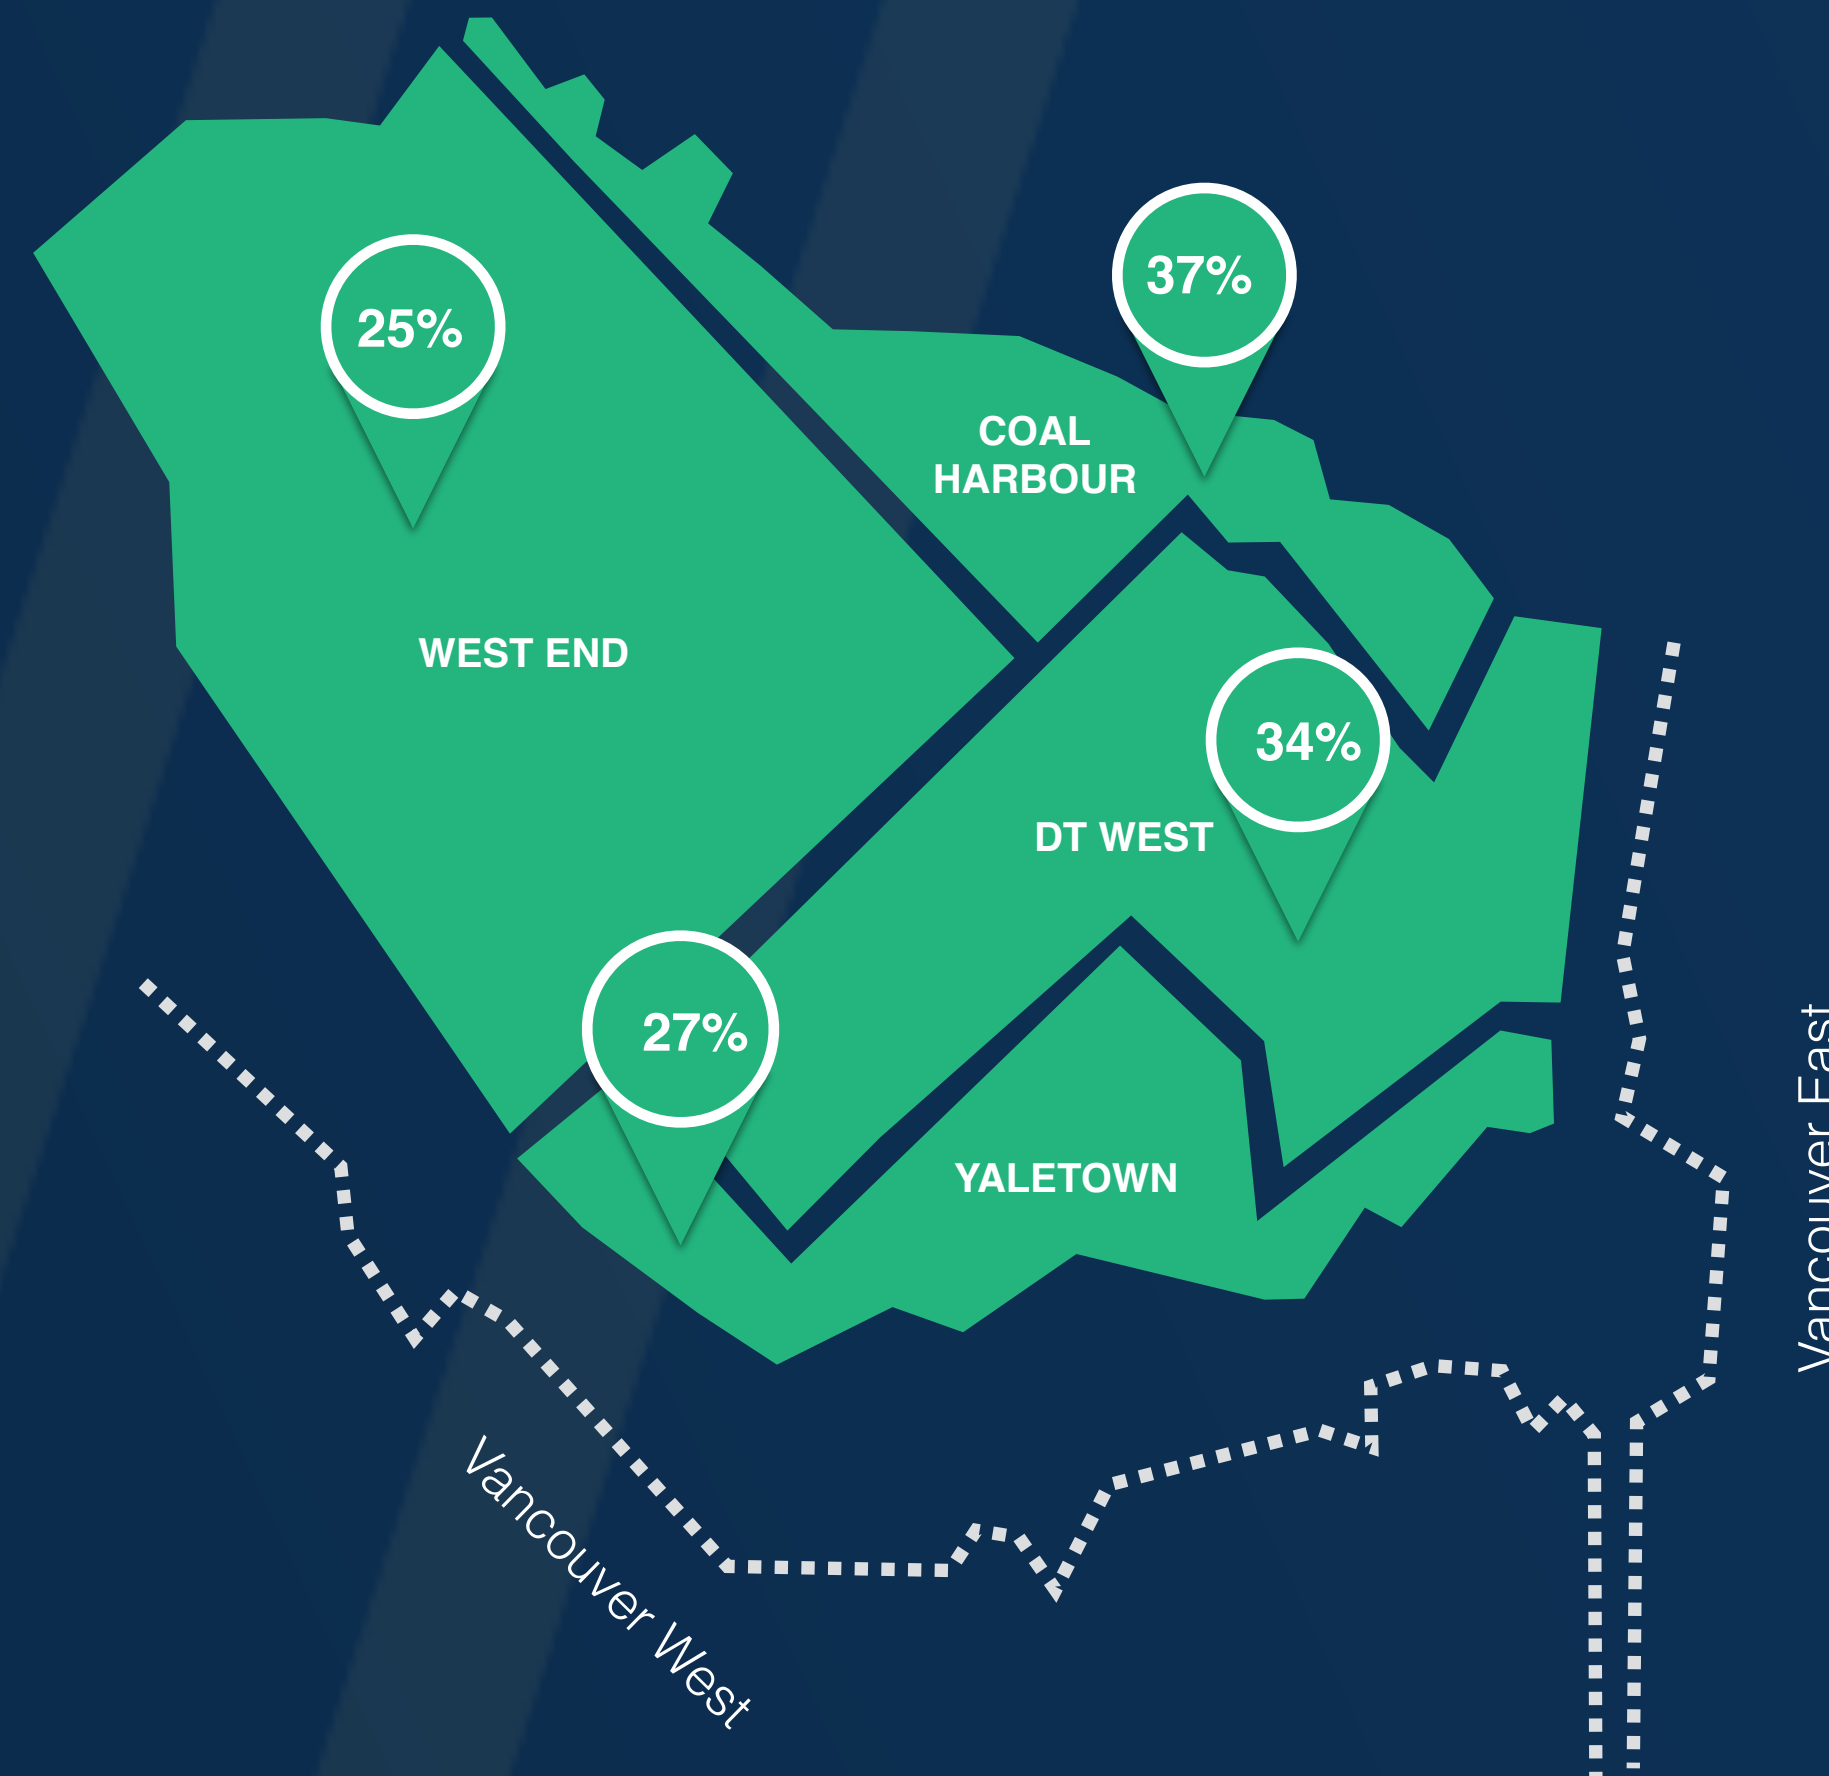 37%
25%
COAL
HARBOUR
WEST END
34%
DT WEST
27%
YALETOWN
Vancouver East
Vancouver West